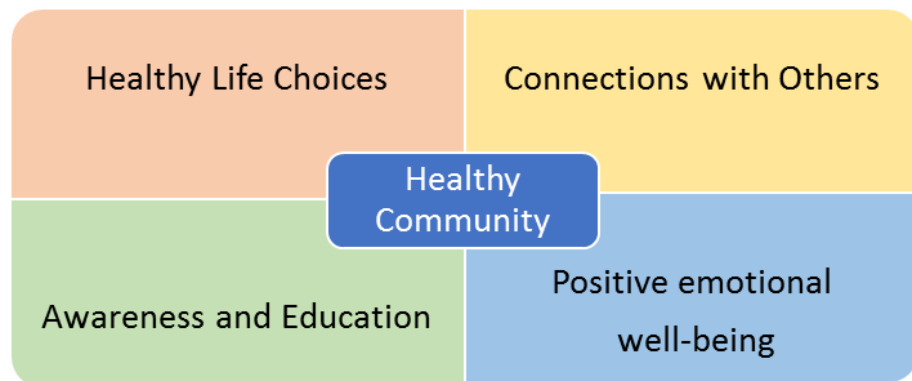 Healthy Life Choices
Connections with Others
Healthy
Community
Awareness and Education
Positive emotional
well-being